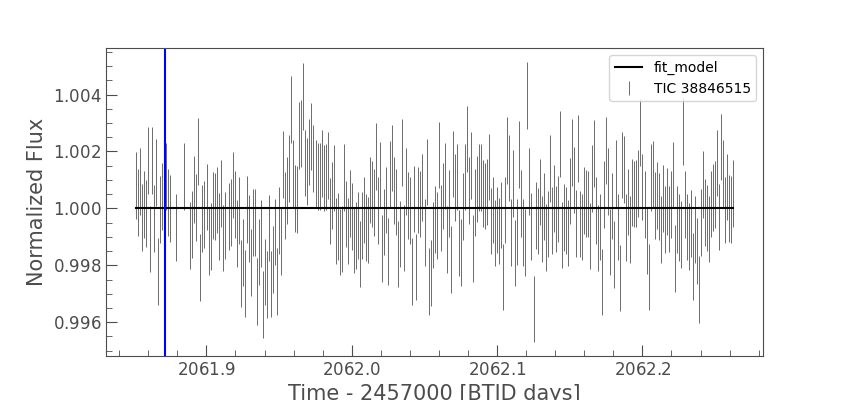 fit_model
TIC 38846515
1.004
1.002
1.000
0.998
0.996
Normalized Flux
2061.9 2062.0 2062.1 2062.2
Time - 2457000 [BTJD days]